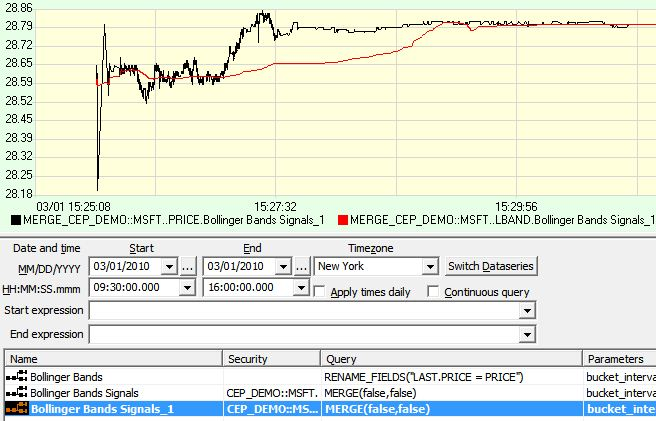 28.86
28.79
28.72
28.65
28.59
28.52
28.45
28.39
28.32
28.25
28.18
03/01 15:25:08 15:27:32 15:29:56
MERGE_CEP_DEMO::MSFT..PRICE.Bollinger Bands Signals_1 MERGE_CEP_DEMO::MSFT..LBAND.Bollinger Bands Signals_1
Date and time Start End Timezone
MM/DD/YYYY 03/01/2010 ... 03/01/2010 ... New York Switch Dataseries
HH:MM:SS.mmm 09:30:00.000 16:00:00.000 Apply times daily Continuous query
Start expression
End expression
Name Security Query Parameters
Bollinger Bands RENAME_FIELDS("LAST.PRICE = PRICE") bucket_interva
Bollinger Bands Signals CEP_DEMO::MSFT. MERGE(false,false) bucket_interva
Bollinger Bands Signals_1 CEP_DEMO::MS... MERGE(false,false) bucket_inte